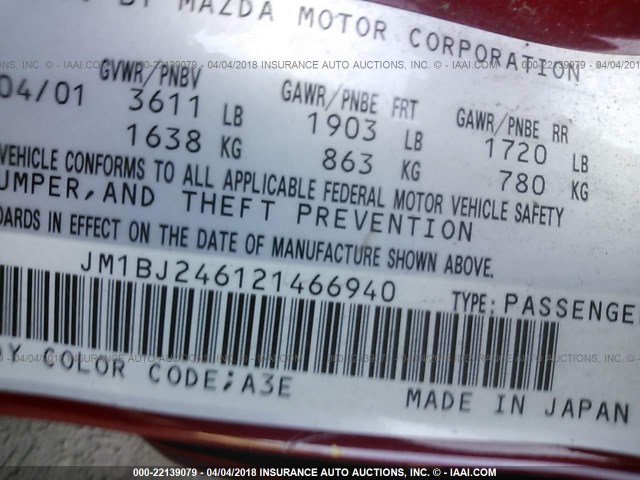 BY MAZDA MOTOR CORPORATION
GVWR/PNBV GAWR/PNBE FRT GAWR/PNBE RR
04/01 3611 LB 1903 LB 1720 LB
1638 KG 863 KG 780 KG
VEHICLE CONFORMS TO ALL APPLICABLE FEDERAL MOTOR VEHICLE SAFETY
UMPER, AND THEFT PREVENTION
DARDS IN EFFECT ON THE DATE OF MANUFACTURE SHOWN ABOVE.
JM1BJ246121466940 TYPE: PASSENGE
DY COLOR CODE;A3E
MADE IN JAPAN
000-22139079 - 04/04/2018 INSURANCE AUTO AUCTIONS, INC. © - IAAI.COM